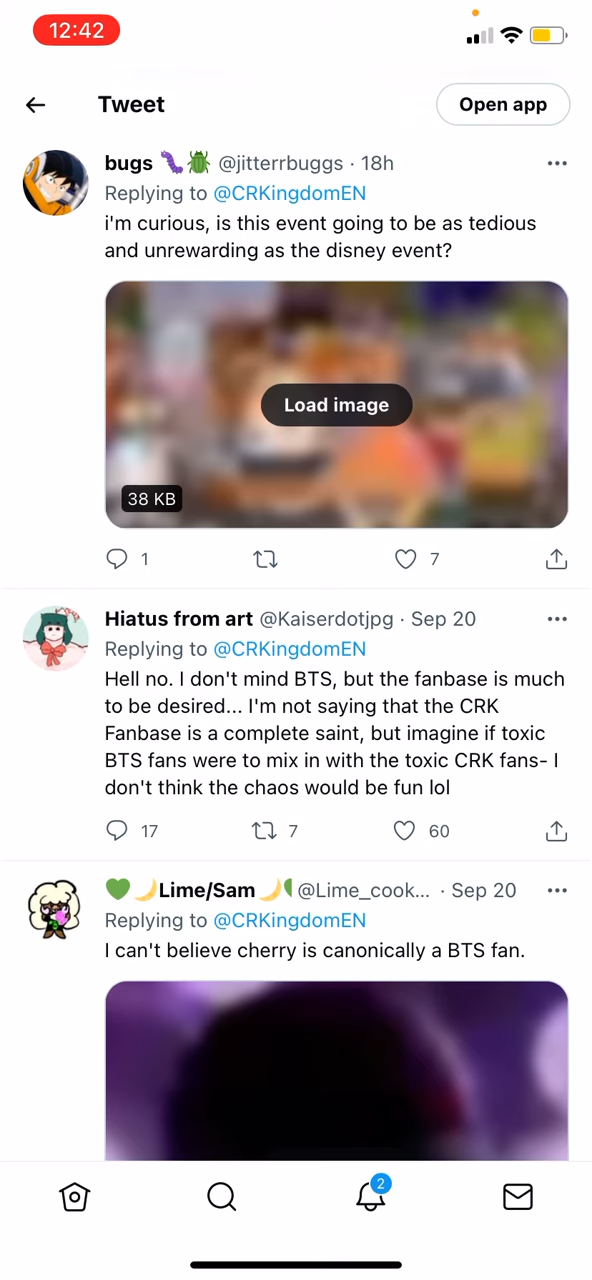 12:42
Tweet
Open app
bugs 🐛🪲 @jitterrbuggs · 18h
Replying to @CRKingdomEN
i'm curious, is this event going to be as tedious
and unrewarding as the disney event?
Load image
38 KB
1
7
Hiatus from art @Kaiserdotjpg · Sep 20
Replying to @CRKingdomEN
Hell no. I don't mind BTS, but the fanbase is much
to be desired... I'm not saying that the CRK
Fanbase is a complete saint, but imagine if toxic
BTS fans were to mix in with the toxic CRK fans- I
don't think the chaos would be fun lol
17
7
60
💚🌙Lime/Sam🌙 @Lime_cook... · Sep 20
Replying to @CRKingdomEN
I can't believe cherry is canonically a BTS fan.
2